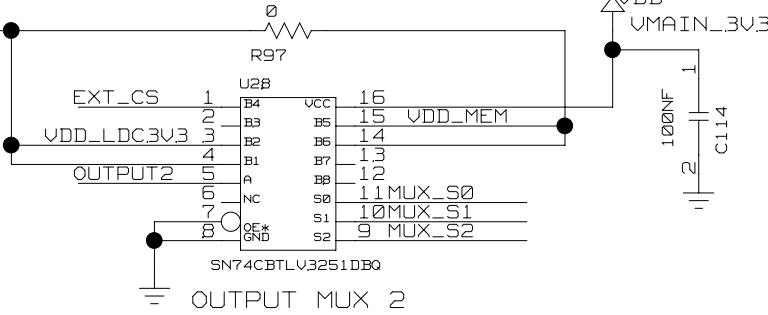 0
R97
VDD
VMAIN_3V3
U28
EXT_CS 1 B4 VCC 16
2 B3 B5 15 VDD_MEM
VDD_LDC3V3 3 B2 B6 14
4 B1 B7 13
OUTPUT2 5 A B8 12
6 NC S0 11 MUX_S0
7 OE* S1 10 MUX_S1
8 GND S2 9 MUX_S2
SN74CBTLV3251DBQ
OUTPUT MUX 2
1
100NF
C114
2